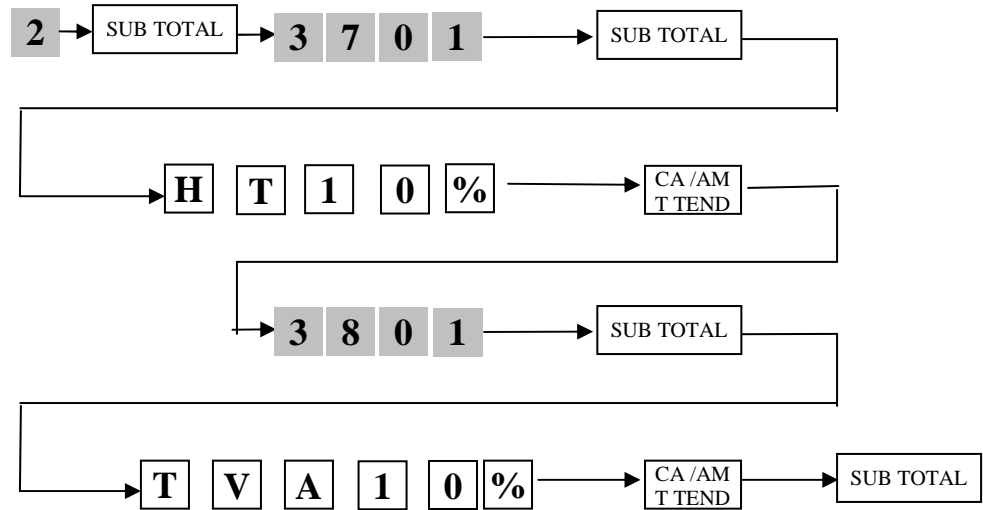 2 SUB TOTAL 3 7 0 1 SUB TOTAL
H T 1 0 % CA /AM
T TEND
3 8 0 1 SUB TOTAL
T V A 1 0 % CA /AM
T TEND SUB TOTAL